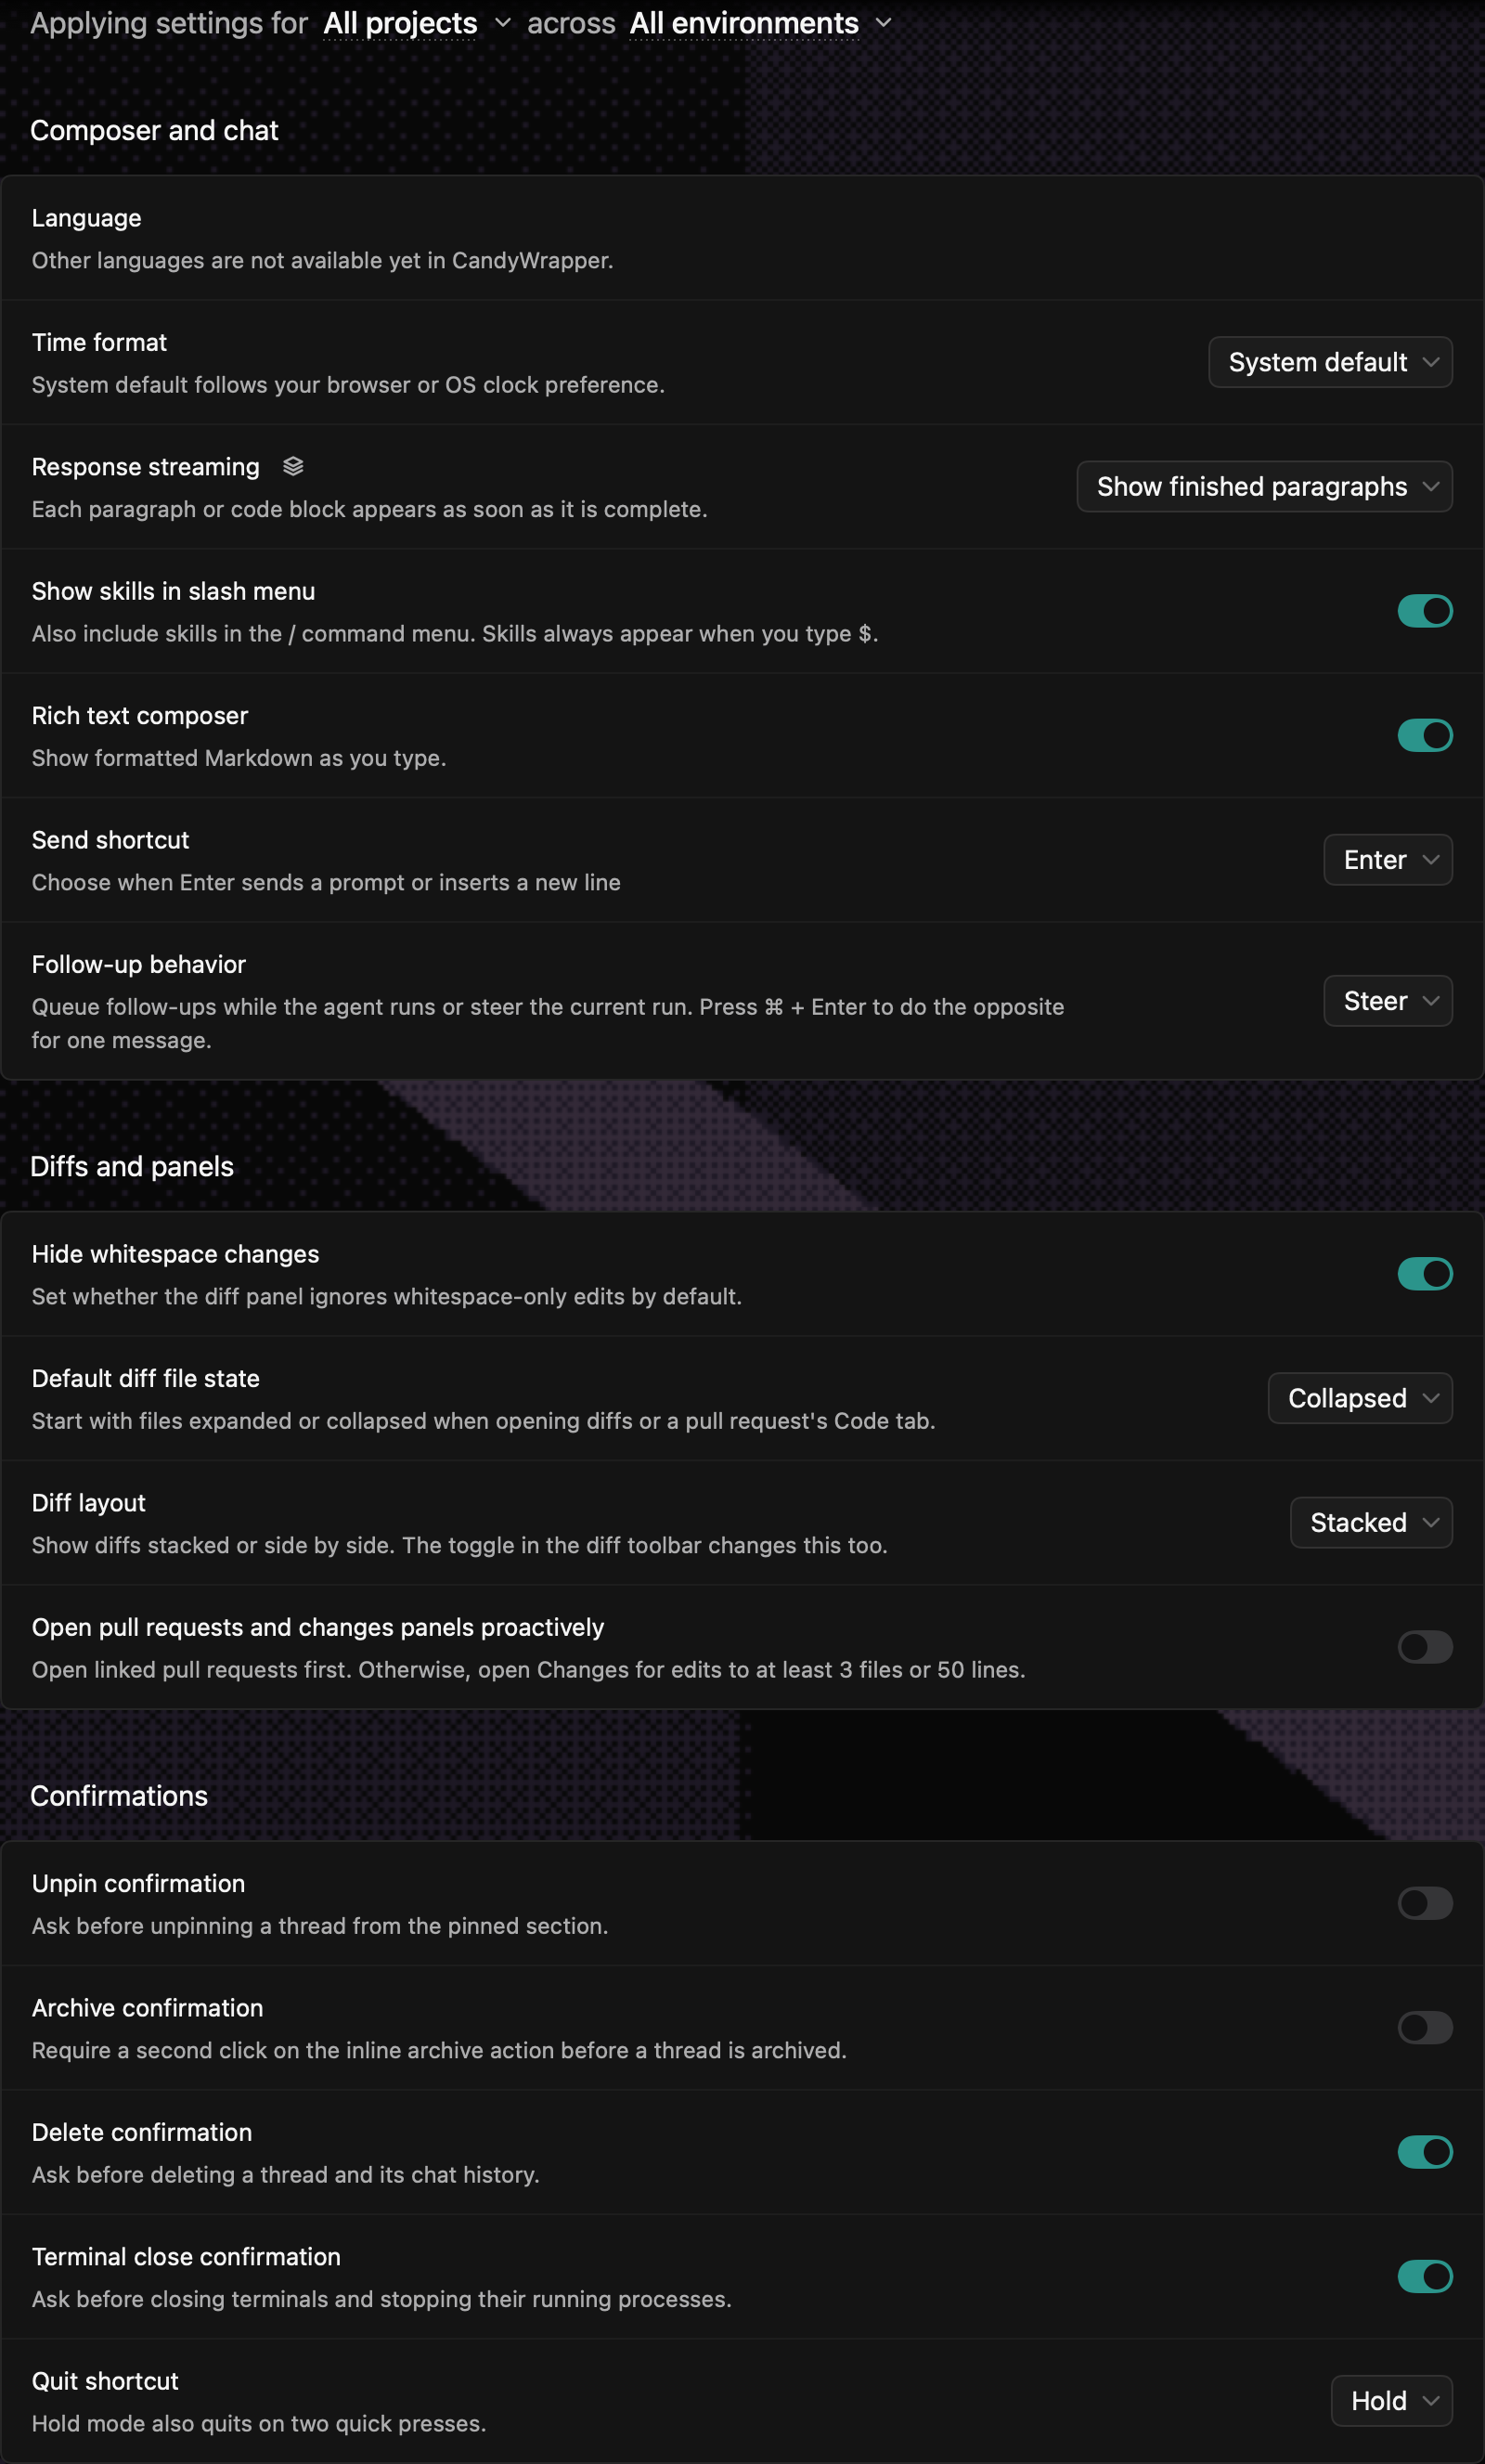 Applying settings for All projects across All environments
Composer and chat
Language
Other languages are not available yet in CandyWrapper.
Time format
System default follows your browser or OS clock preference.
System default
Response streaming
Each paragraph or code block appears as soon as it is complete.
Show finished paragraphs
Show skills in slash menu
Also include skills in the / command menu. Skills always appear when you type $.
Rich text composer
Show formatted Markdown as you type.
Send shortcut
Choose when Enter sends a prompt or inserts a new line
Enter
Follow-up behavior
Queue follow-ups while the agent runs or steer the current run. Press ⌘ + Enter to do the opposite
for one message.
Steer
Diffs and panels
Hide whitespace changes
Set whether the diff panel ignores whitespace-only edits by default.
Default diff file state
Start with files expanded or collapsed when opening diffs or a pull request's Code tab.
Collapsed
Diff layout
Show diffs stacked or side by side. The toggle in the diff toolbar changes this too.
Stacked
Open pull requests and changes panels proactively
Open linked pull requests first. Otherwise, open Changes for edits to at least 3 files or 50 lines.
Confirmations
Unpin confirmation
Ask before unpinning a thread from the pinned section.
Archive confirmation
Require a second click on the inline archive action before a thread is archived.
Delete confirmation
Ask before deleting a thread and its chat history.
Terminal close confirmation
Ask before closing terminals and stopping their running processes.
Quit shortcut
Hold mode also quits on two quick presses.
Hold